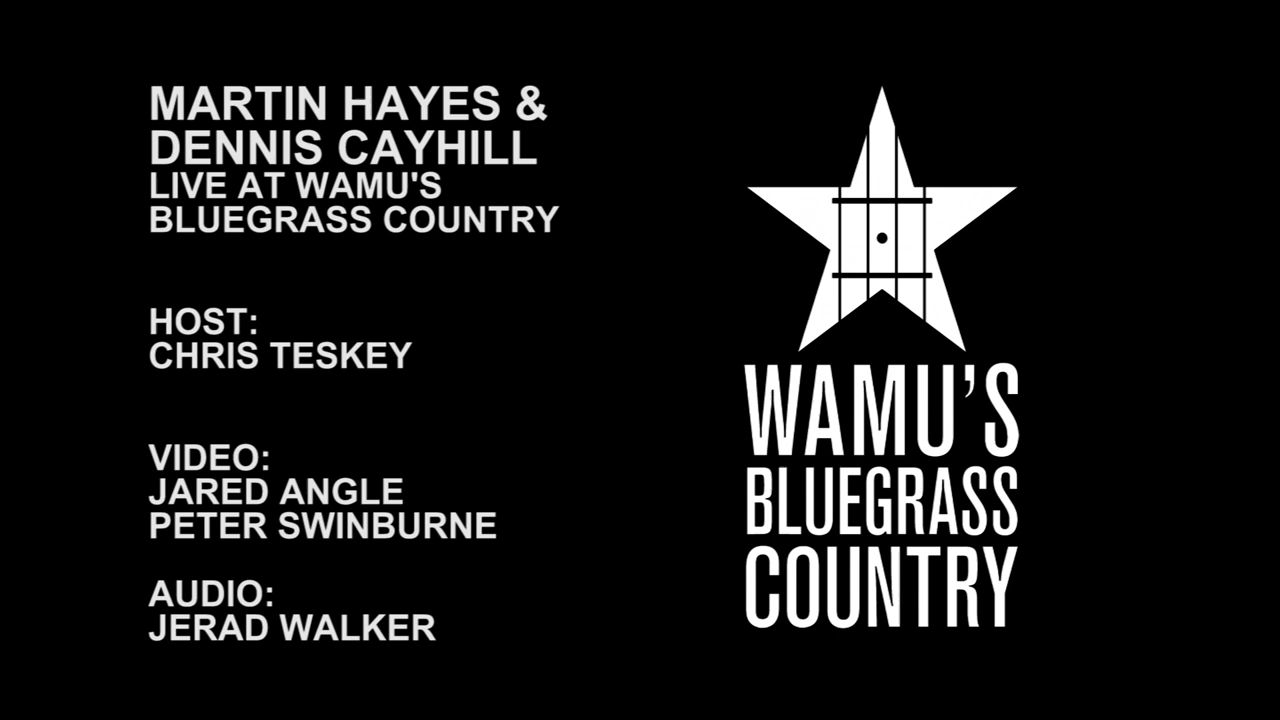 MARTIN HAYES &
DENNIS CAYHILL
LIVE AT WAMU'S
BLUEGRASS COUNTRY
HOST:
CHRIS TESKEY
VIDEO:
JARED ANGLE
PETER SWINBURNE
AUDIO:
JERAD WALKER
WAMU'S
BLUEGRASS
COUNTRY